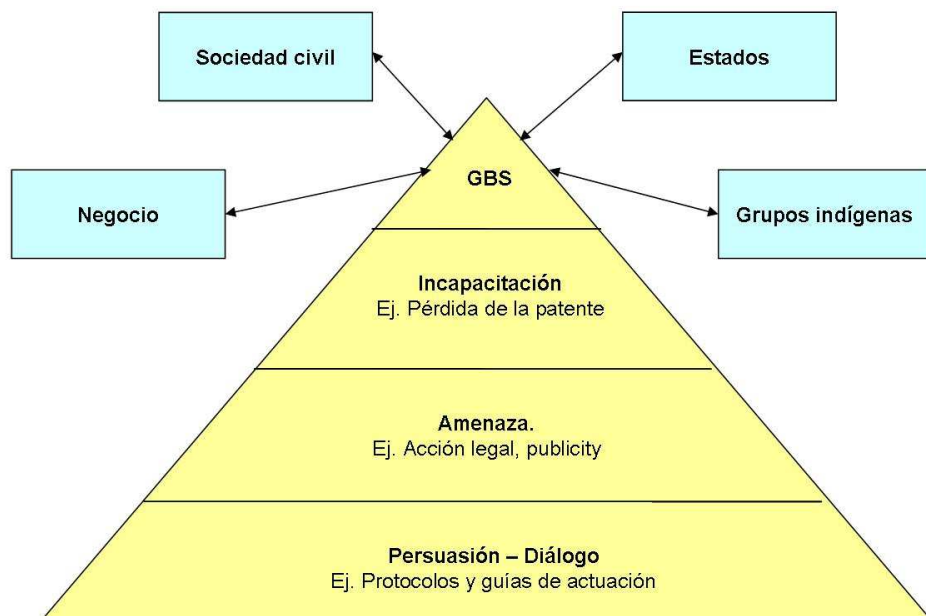 Sociedad civil
Estados
Negocio
GBS
Grupos indígenas
Incapacitación
Ej. Pérdida de la patente
Amenaza.
Ej. Acción legal, publicity
Persuasión – Diálogo
Ej. Protocolos y guías de actuación